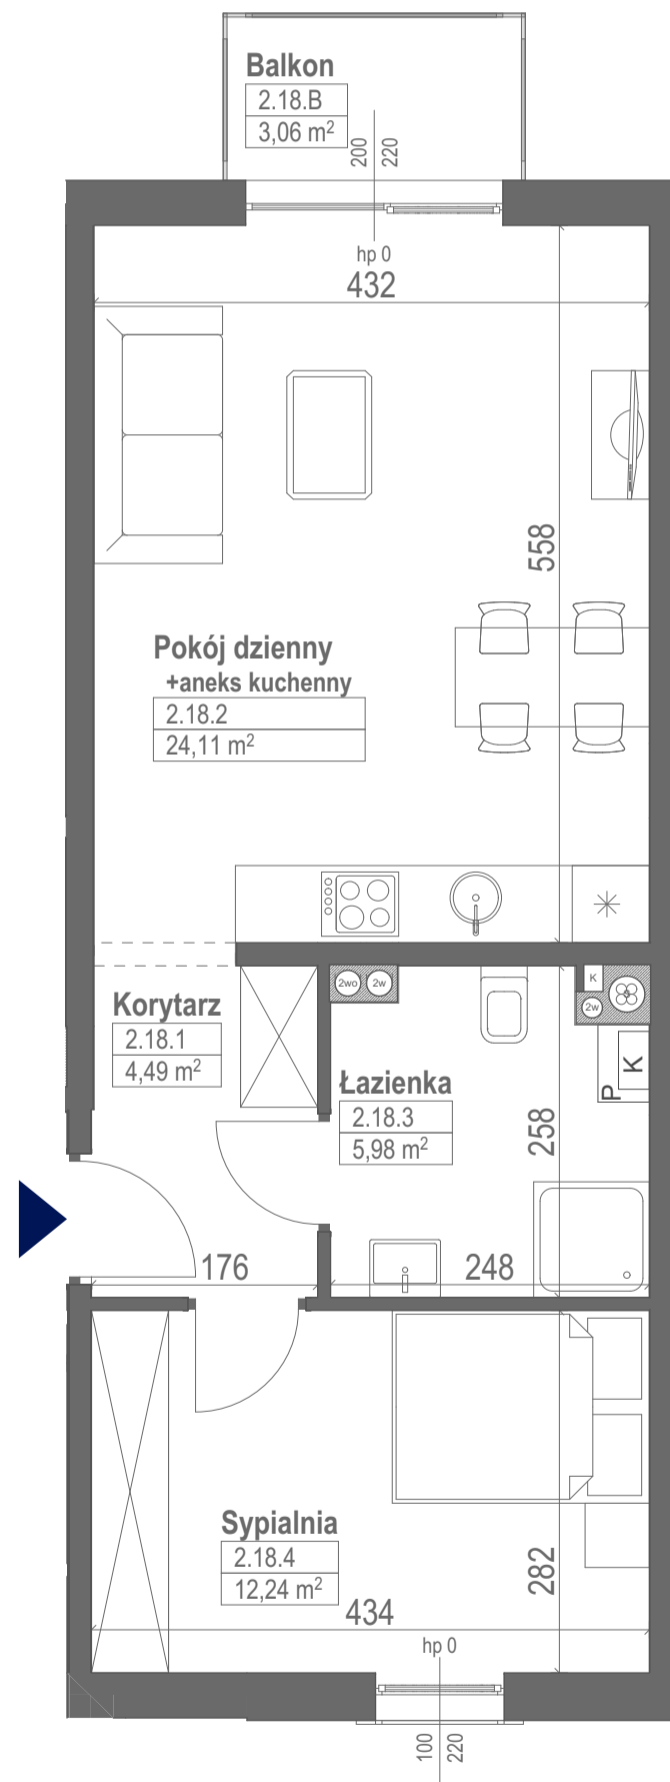 Balkon
2.18.B
3,06 m²
200
220
hp 0
432
558
Pokój dzienny
+aneks kuchenny
2.18.2
24,11 m²
2wo
2w
K
2w
Korytarz
2.18.1
4,49 m²
P
K
Łazienka
2.18.3
5,98 m²
258
176
248
Sypialnia
2.18.4
12,24 m²
282
434
hp 0
100
220